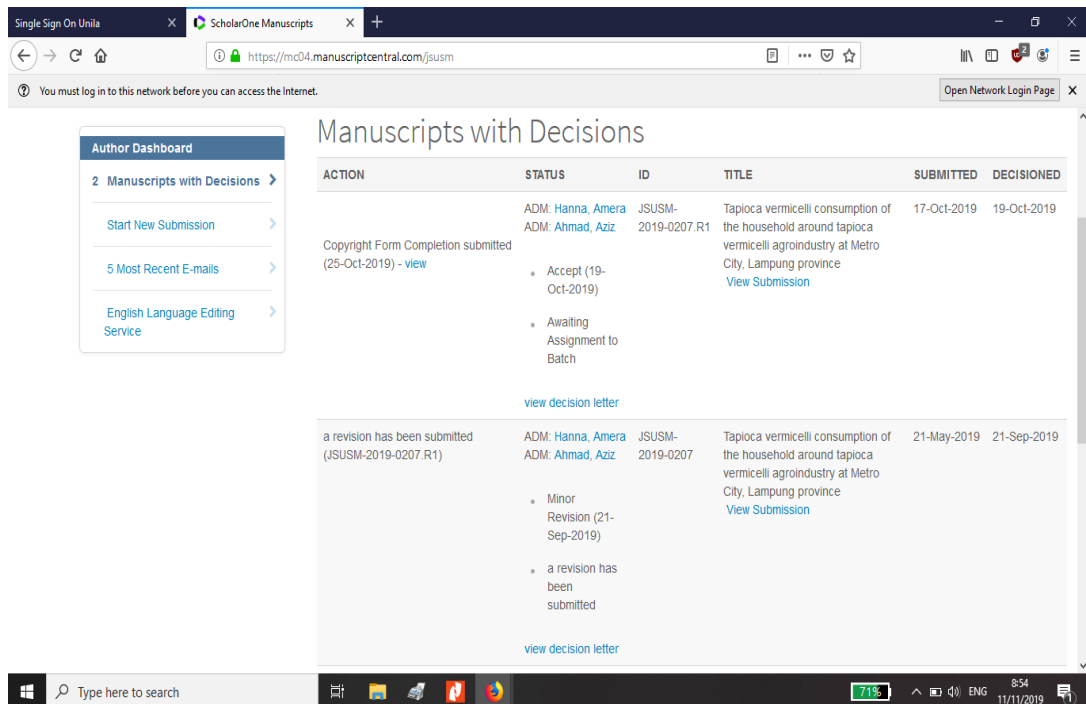 Single Sign On Unila
ScholarOne Manuscripts
https://mc04.manuscriptcentral.com/jsusm
2
You must log in to this network before you can access the Internet.
Open Network Login Page
Author Dashboard
2 Manuscripts with Decisions
Start New Submission
5 Most Recent E-mails
English Language Editing
Service
Manuscripts with Decisions
ACTION STATUS ID TITLE SUBMITTED DECISIONED
Copyright Form Completion submitted
(25-Oct-2019) - view
ADM: Hanna, Amera
ADM: Ahmad, Aziz
Accept (19-
Oct-2019)
Awaiting
Assignment to
Batch
view decision letter
JSUSM-
2019-0207.R1
Tapioca vermicelli consumption of
the household around tapioca
vermicelli agroindustry at Metro
City, Lampung province
View Submission
17-Oct-2019
19-Oct-2019
a revision has been submitted
(JSUSM-2019-0207.R1)
ADM: Hanna, Amera
ADM: Ahmad, Aziz
Minor
Revision (21-
Sep-2019)
a revision has
been
submitted
view decision letter
JSUSM-
2019-0207
Tapioca vermicelli consumption of
the household around tapioca
vermicelli agroindustry at Metro
City, Lampung province
View Submission
21-May-2019
21-Sep-2019
Type here to search
71%
ENG
8:54
11/11/2019
1